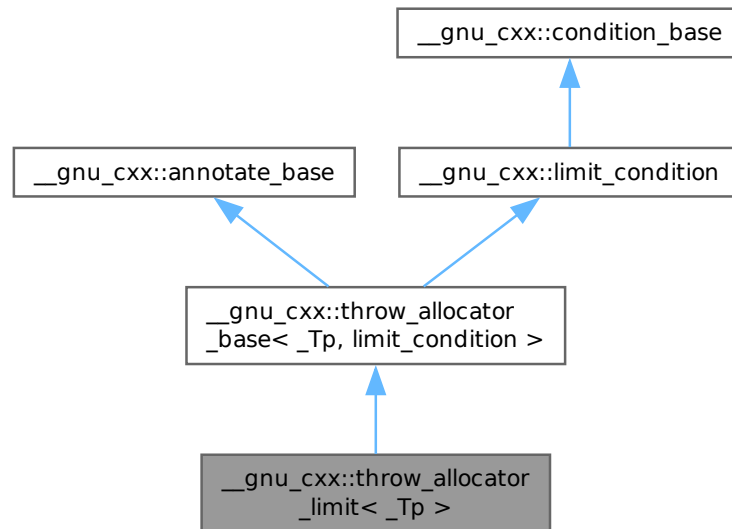 __gnu_cxx::condition_base
__gnu_cxx::annotate_base
__gnu_cxx::limit_condition
__gnu_cxx::throw_allocator
_base< _Tp, limit_condition >
__gnu_cxx::throw_allocator
_limit< _Tp >